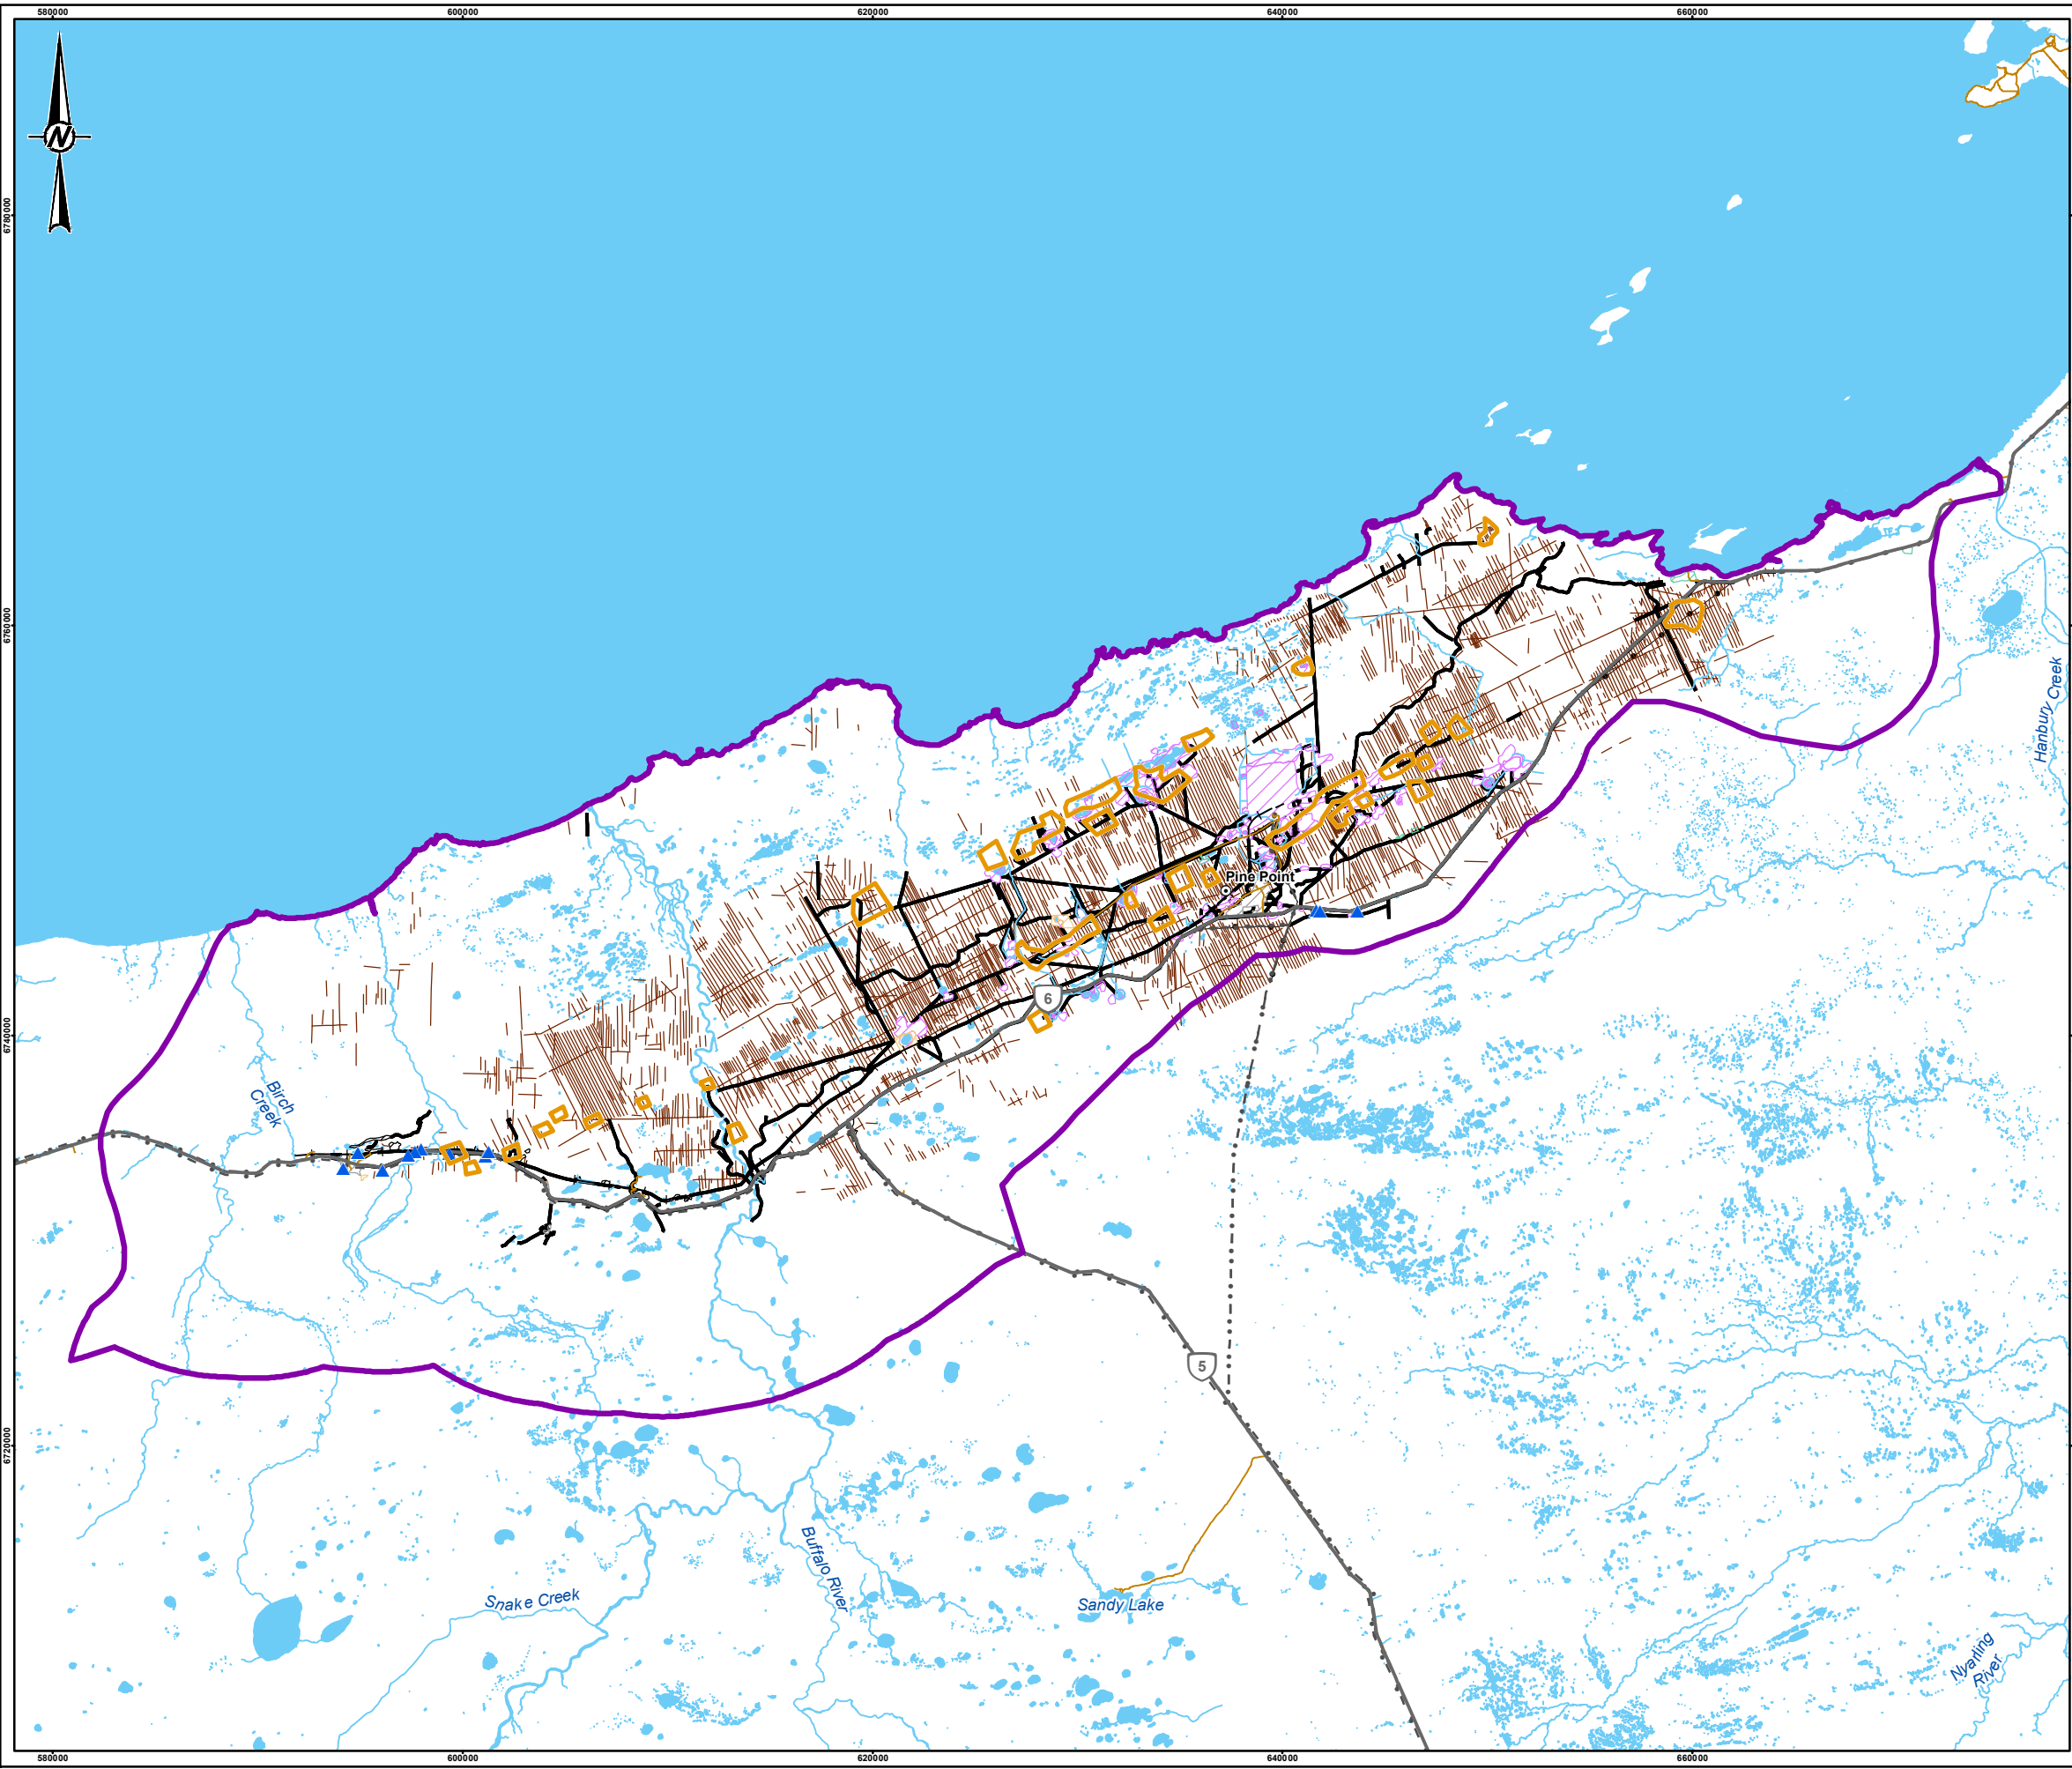 580000
600000
620000
640000
660000
N
6780000
6760000
6740000
6720000
Hanbury Creek
Pine Point
6
Birch
Creek
5
Buffalo River
Snake Creek
Sandy Lake
Nyarling
River
580000
600000
620000
640000
660000